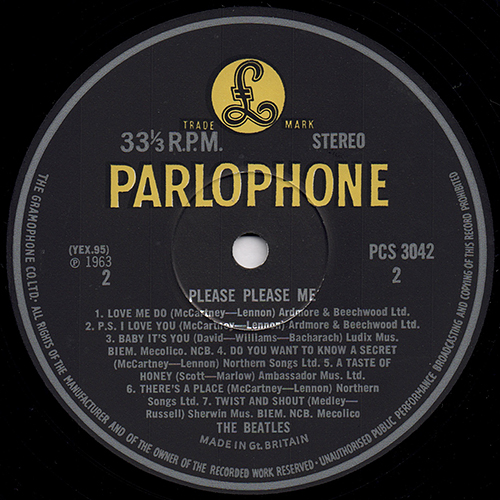 £
TRADE MARK
33⅓ R.P.M. STEREO
PARLOPHONE
(YEX.95) PCS 3042
Ⓟ 1963
2 2
PLEASE PLEASE ME
1. LOVE ME DO (McCartney—Lennon) Ardmore & Beechwood Ltd.
2. P.S. I LOVE YOU (McCartney—Lennon) Ardmore & Beechwood Ltd.
3. BABY IT'S YOU (David—Williams—Bacharach) Ludix Mus.
BIEM. Mecolico. NCB. 4. DO YOU WANT TO KNOW A SECRET
(McCartney—Lennon) Northern Songs Ltd. 5. A TASTE OF
HONEY (Scott—Marlow) Ambassador Mus. Ltd.
6. THERE'S A PLACE (McCartney—Lennon) Northern
Songs Ltd. 7. TWIST AND SHOUT (Medley—
Russell) Sherwin Mus. BIEM. NCB. Mecolico
THE BEATLES
MADE IN Gt. BRITAIN
THE GRAMOPHONE CO. LTD. · ALL RIGHTS OF THE MANUFACTURER AND OF THE OWNER OF THE RECORDED WORK RESERVED · UNAUTHORISED PUBLIC PERFORMANCE BROADCASTING AND COPYING OF THIS RECORD PROHIBITED